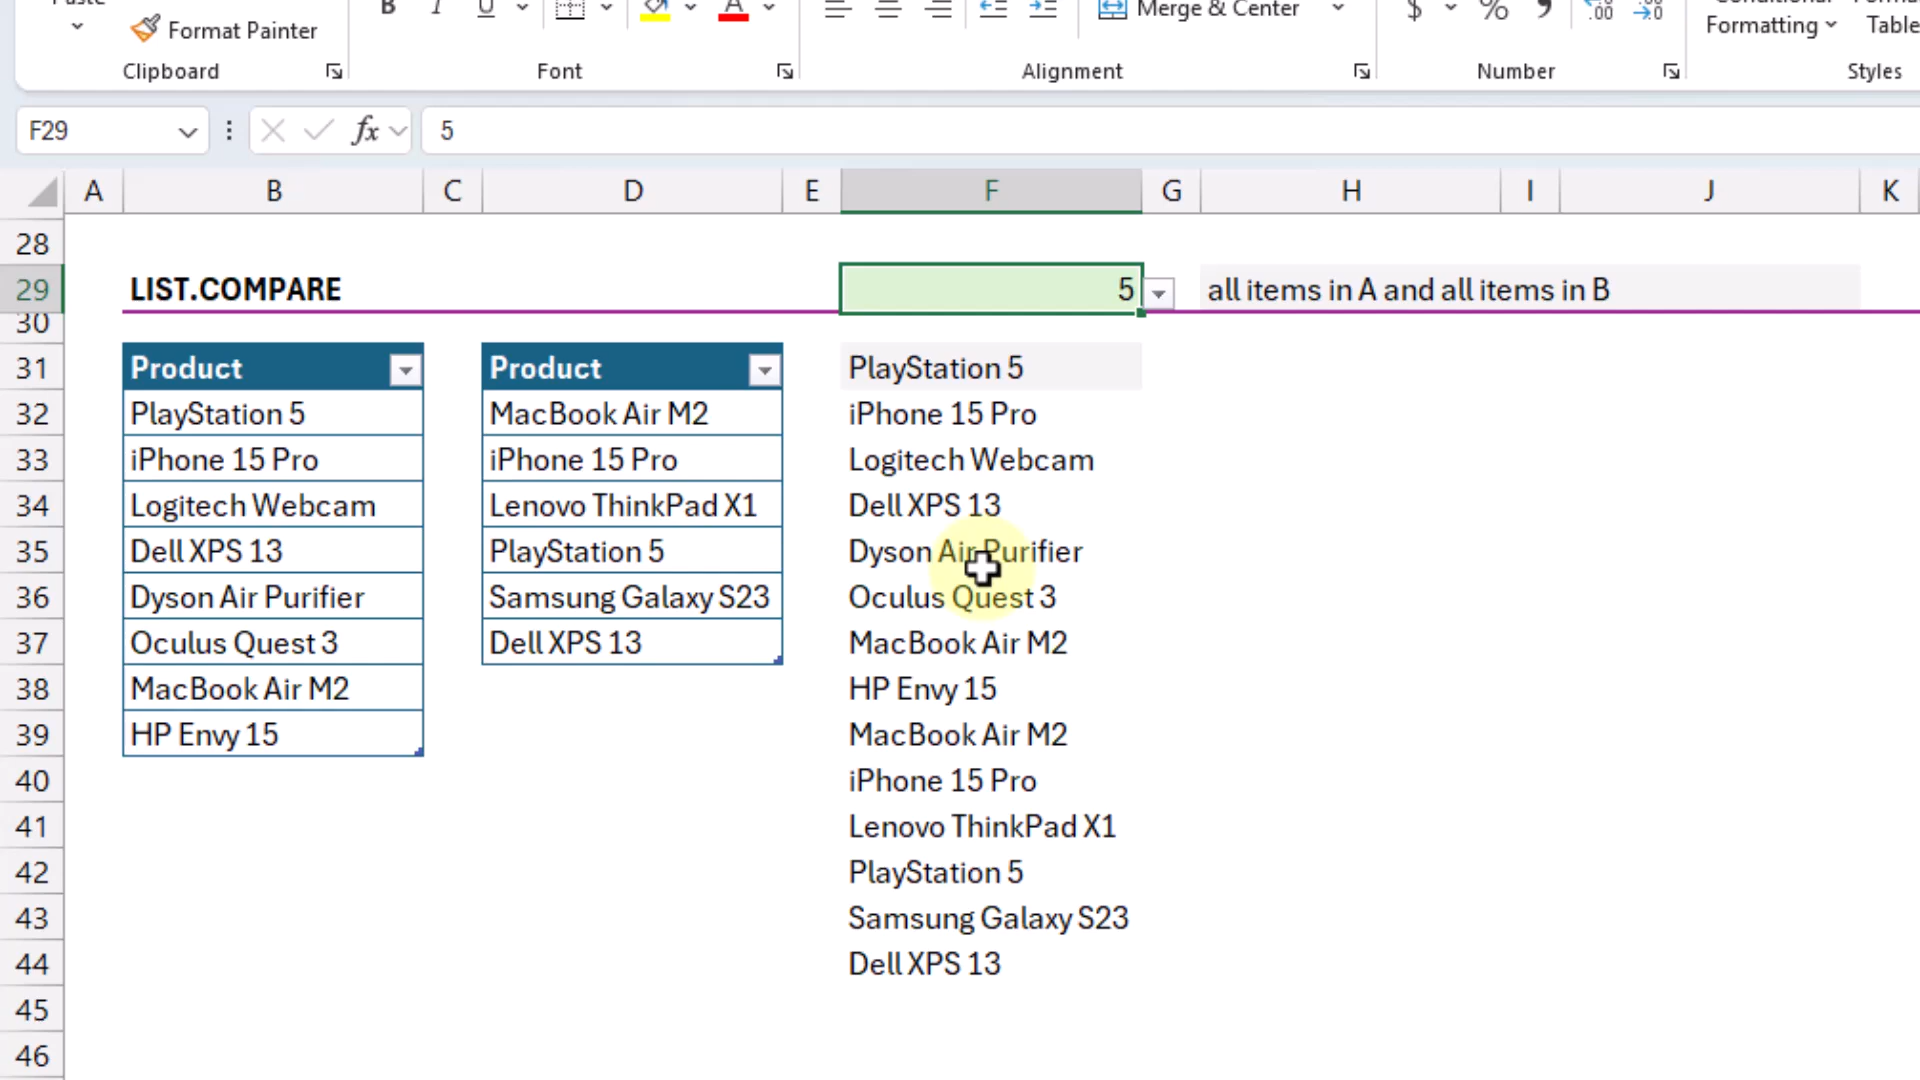 Format Painter
B I U A
Merge & Center
$ % 9 .00 .0
Formatting
Table
Clipboard
Font
Alignment
Number
Styles
F29
fx
5
A B C D E F G H I J K
28
29 LIST.COMPARE 5 all items in A and all items in B
30
31 Product Product PlayStation 5
32 PlayStation 5 MacBook Air M2 iPhone 15 Pro
33 iPhone 15 Pro iPhone 15 Pro Logitech Webcam
34 Logitech Webcam Lenovo ThinkPad X1 Dell XPS 13
35 Dell XPS 13 PlayStation 5 Dyson Air Purifier
36 Dyson Air Purifier Samsung Galaxy S23 Oculus Quest 3
37 Oculus Quest 3 Dell XPS 13 MacBook Air M2
38 MacBook Air M2 HP Envy 15
39 HP Envy 15 MacBook Air M2
40 iPhone 15 Pro
41 Lenovo ThinkPad X1
42 PlayStation 5
43 Samsung Galaxy S23
44 Dell XPS 13
45
46